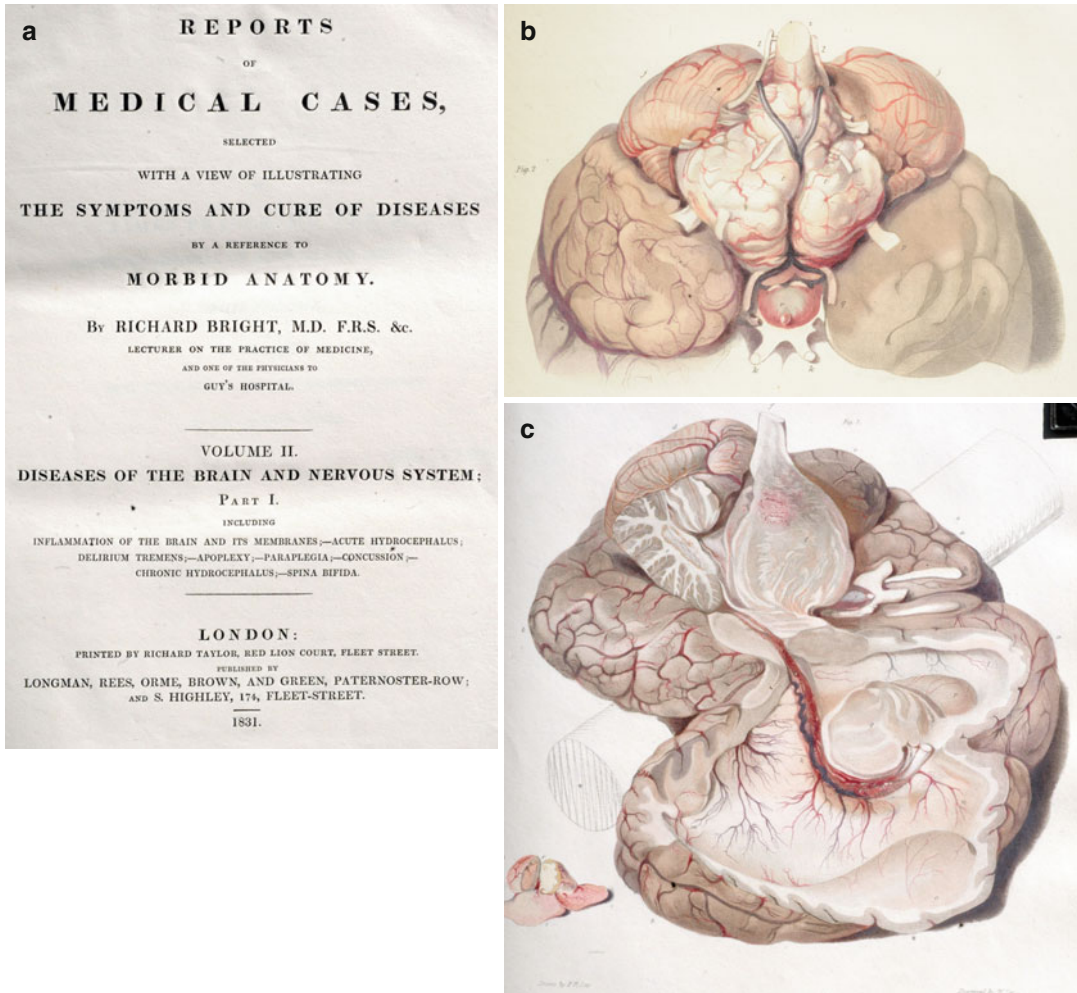 a
REPORTS
OF
MEDICAL CASES,
SELECTED
WITH A VIEW OF ILLUSTRATING
THE SYMPTOMS AND CURE OF DISEASES
BY A REFERENCE TO
MORBID ANATOMY.
By RICHARD BRIGHT, M.D. F.R.S. &c.
LECTURER ON THE PRACTICE OF MEDICINE,
AND ONE OF THE PHYSICIANS TO
GUY'S HOSPITAL.
VOLUME II.
DISEASES OF THE BRAIN AND NERVOUS SYSTEM;
PART I.
INCLUDING
INFLAMMATION OF THE BRAIN AND ITS MEMBRANES;—ACUTE HYDROCEPHALUS;
DELIRIUM TREMENS;—APOPLEXY;—PARAPLEGIA;—CONCUSSION;—
CHRONIC HYDROCEPHALUS;—SPINA BIFIDA.
LONDON:
PRINTED BY RICHARD TAYLOR, RED LION COURT, FLEET STREET.
PUBLISHED BY
LONGMAN, REES, ORME, BROWN, AND GREEN, PATERNOSTER-ROW;
AND S. HIGHLEY, 174, FLEET-STREET.
1831.
b
Fig.
c
Fig.